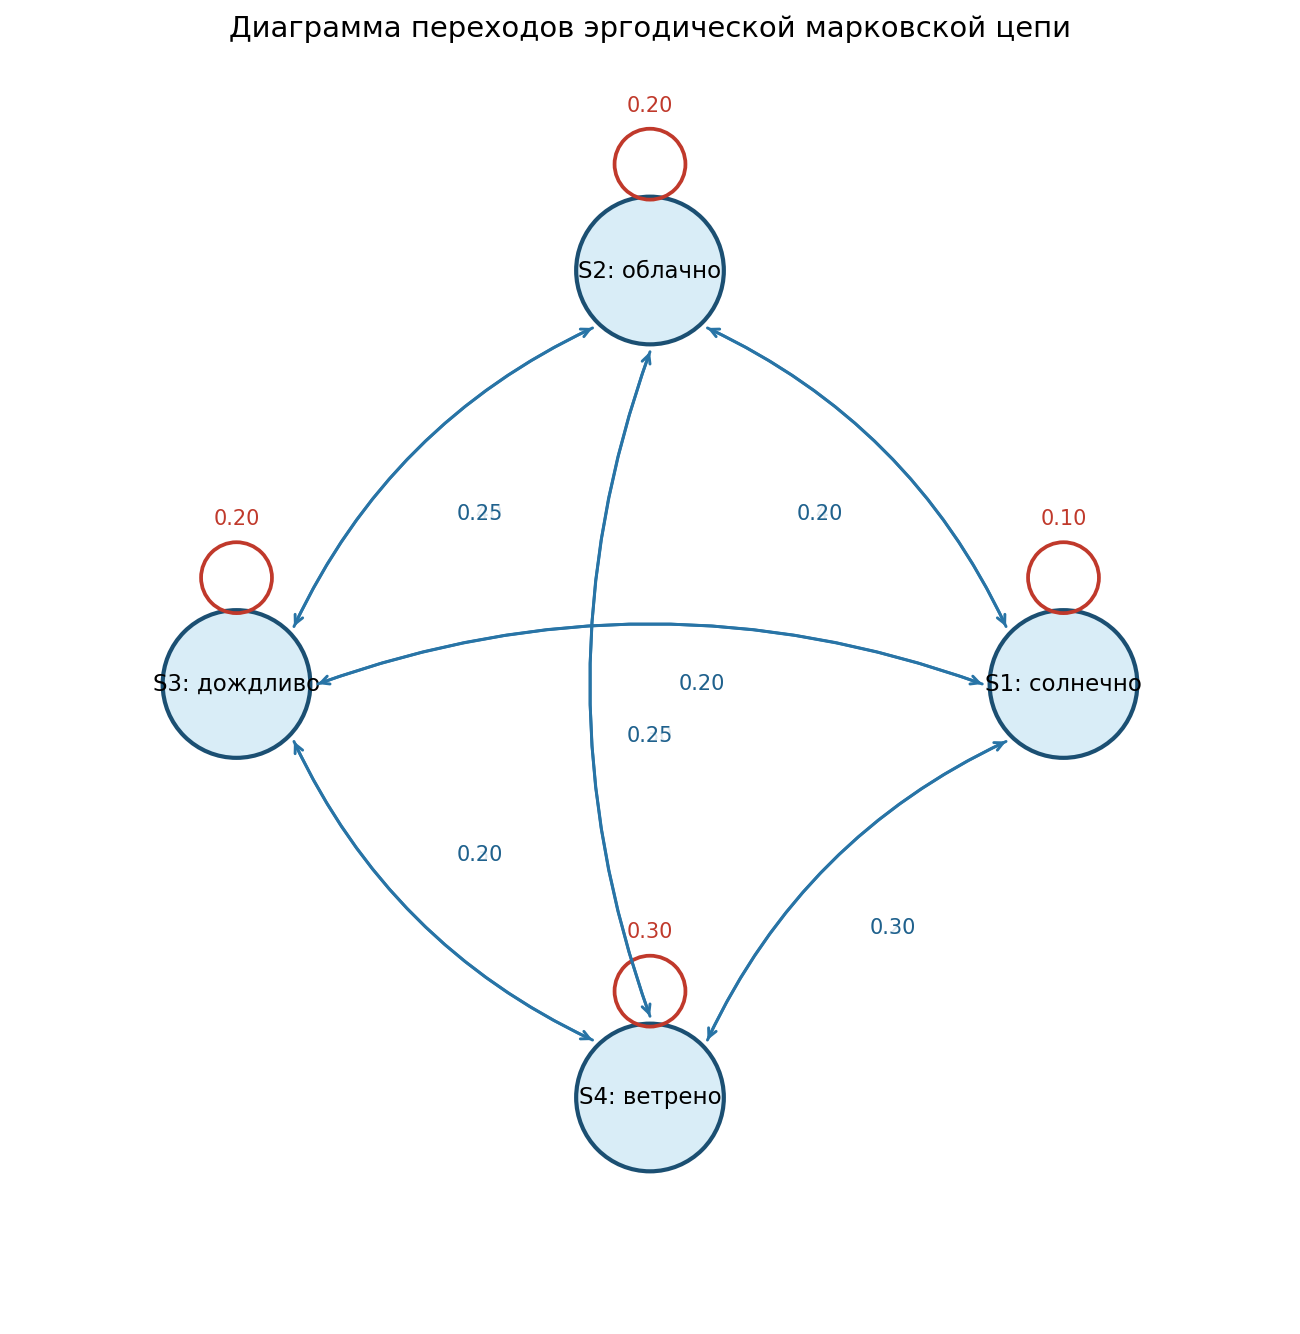 Диаграмма переходов эргодической марковской цепи
0.20
S2: облачно
0.25
0.20
0.20
0.10
S3: дождливо
0.20
S1: солнечно
0.25
0.20
0.30
0.30
S4: ветрено